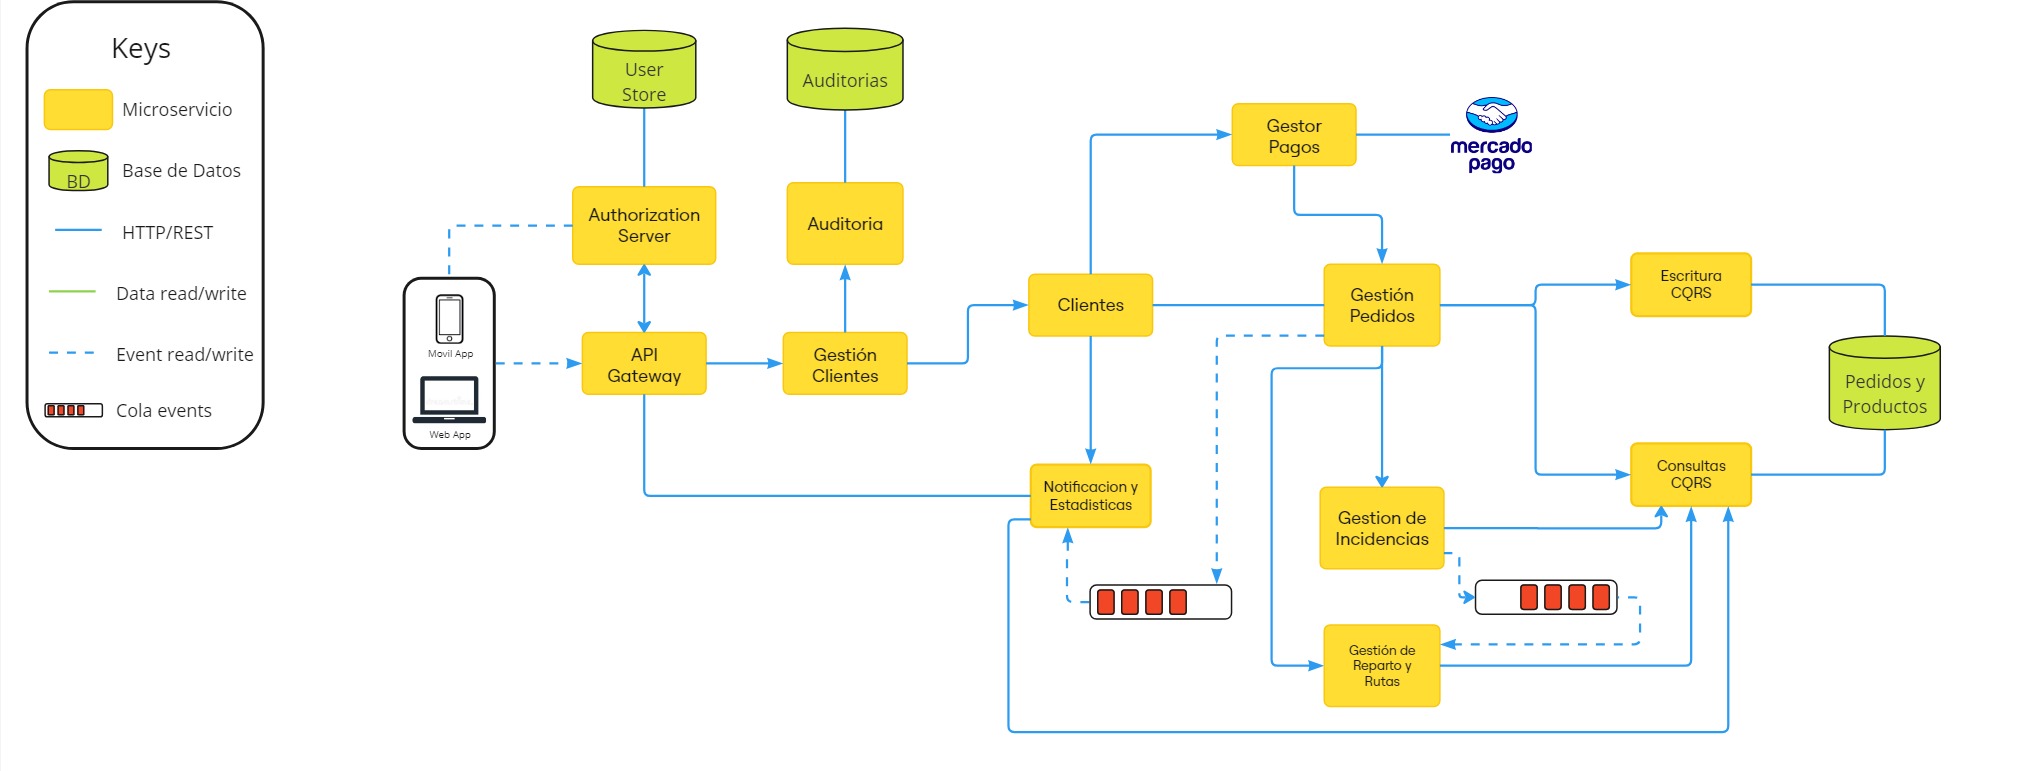 Keys
Microservicio
BD
Base de Datos
HTTP/REST
Data read/write
Event read/write
Cola events
User
Store
Auditorias
Authorization
Server
Auditoria
Movil App
Web App
API
Gateway
Gestión
Clientes
Clientes
Gestor
Pagos
mercado
pago
Gestión
Pedidos
Escritura
CQRS
Pedidos y
Productos
Consultas
CQRS
Notificacion y
Estadisticas
Gestion de
Incidencias
Gestión de
Reparto y
Rutas